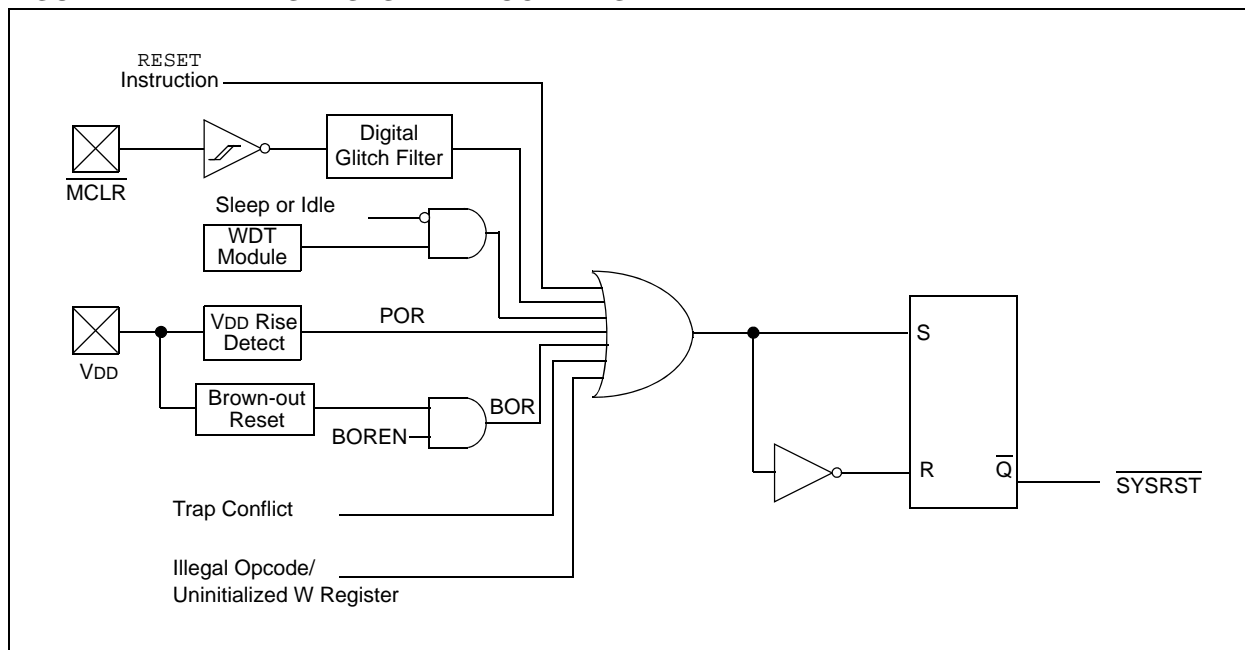 RESET
Instruction
MCLR
Digital
Glitch Filter
Sleep or Idle
WDT
Module
VDD
VDD Rise
Detect
POR
Brown-out
Reset
BOREN
BOR
Trap Conflict
Illegal Opcode/
Uninitialized W Register
S
R
Q
SYSRST